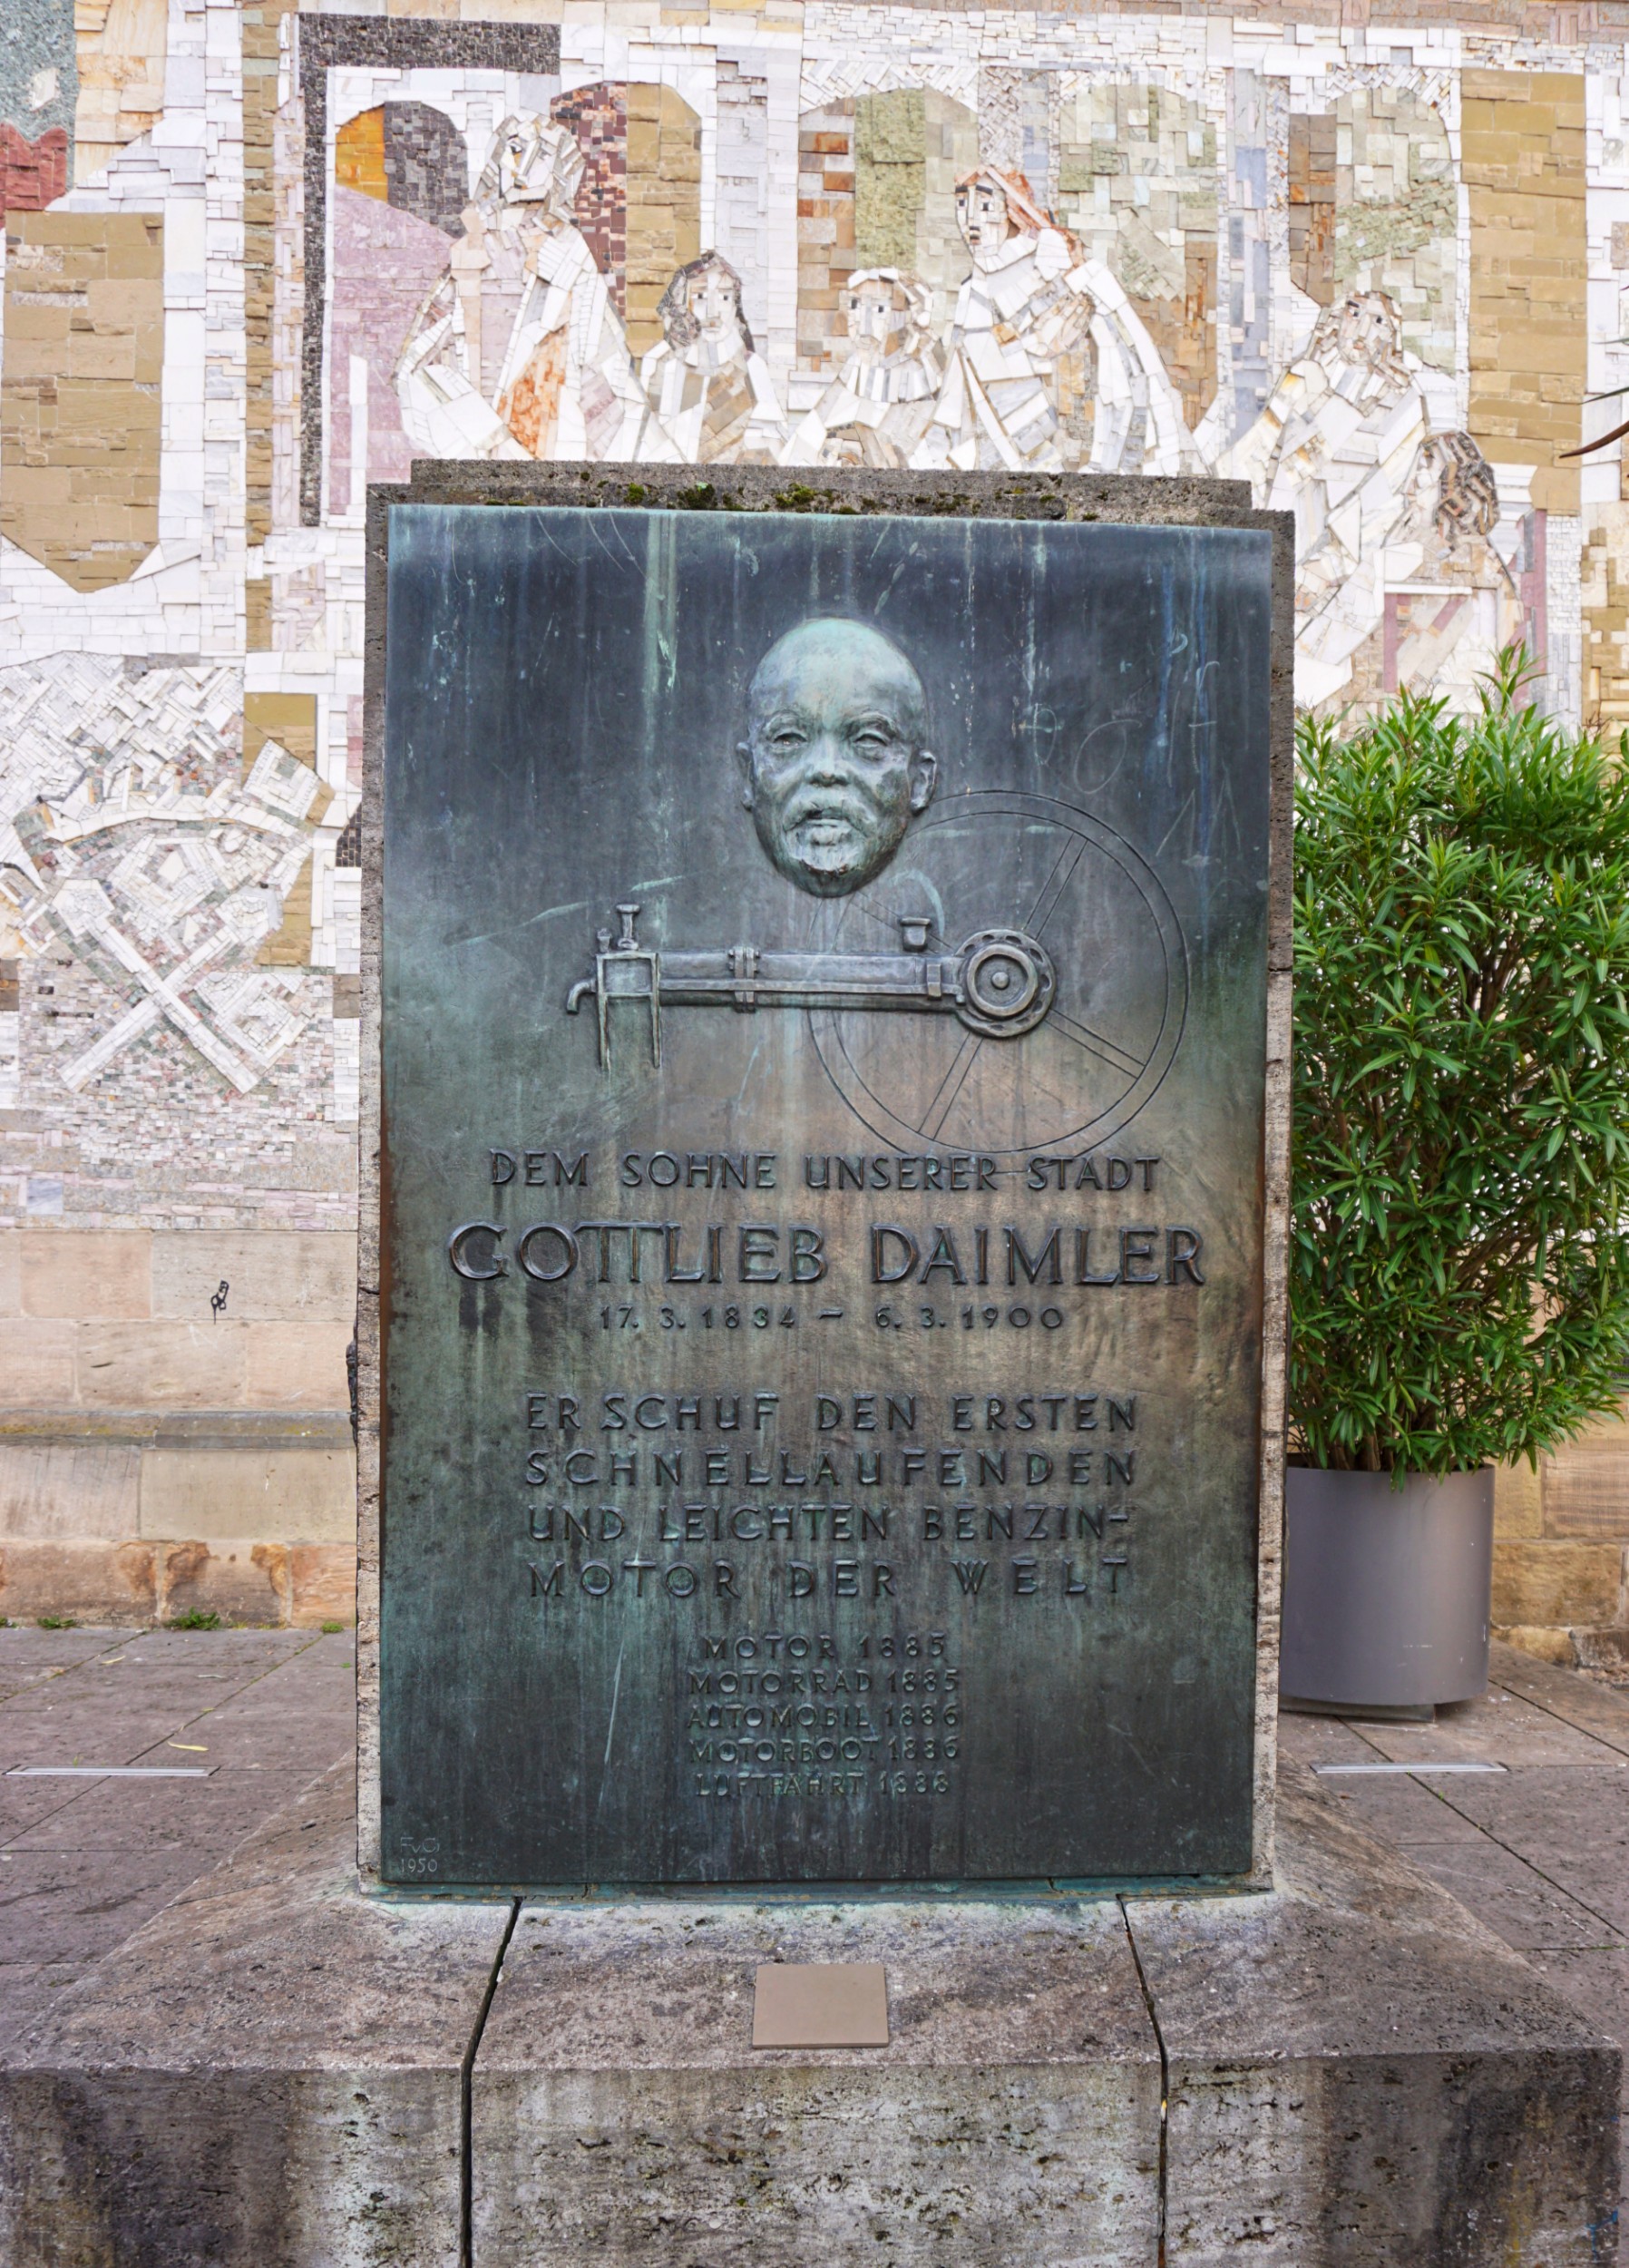 DEM SOHNE UNSERER STADT
GOTTLIEB DAIMLER
17. 3. 1834 – 6. 3. 1900
ER SCHUF DEN ERSTEN
SCHNELLAUFENDEN
UND LEICHTEN BENZIN-
MOTOR DER WELT
MOTOR 1885
MOTORRAD 1885
AUTOMOBIL 1886
MOTORBOOT 1886
LUFTFAHRT 1888
FvG
1950